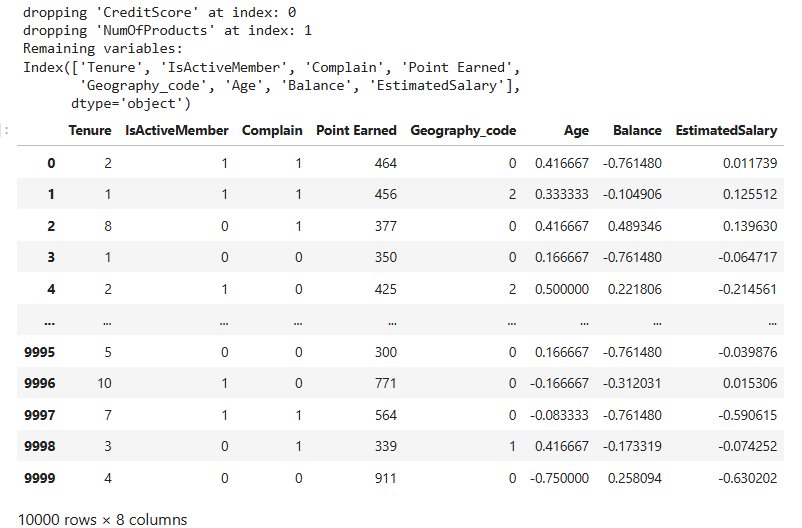 dropping 'CreditScore' at index: 0
dropping 'NumOfProducts' at index: 1
Remaining variables:
Index(['Tenure', 'IsActiveMember', 'Complain', 'Point Earned',
'Geography_code', 'Age', 'Balance', 'EstimatedSalary'],
dtype='object')
]:
Tenure IsActiveMember Complain Point Earned Geography_code Age Balance EstimatedSalary
0 2 1 1 464 0 0.416667 -0.761480 0.011739
1 1 1 1 456 2 0.333333 -0.104906 0.125512
2 8 0 1 377 0 0.416667 0.489346 0.139630
3 1 0 0 350 0 0.166667 -0.761480 -0.064717
4 2 1 0 425 2 0.500000 0.221806 -0.214561
... ... ... ... ... ... ... ... ...
9995 5 0 0 300 0 0.166667 -0.761480 -0.039876
9996 10 1 0 771 0 -0.166667 -0.312031 0.015306
9997 7 1 1 564 0 -0.083333 -0.761480 -0.590615
9998 3 0 1 339 1 0.416667 -0.173319 -0.074252
9999 4 0 0 911 0 -0.750000 0.258094 -0.630202
10000 rows × 8 columns